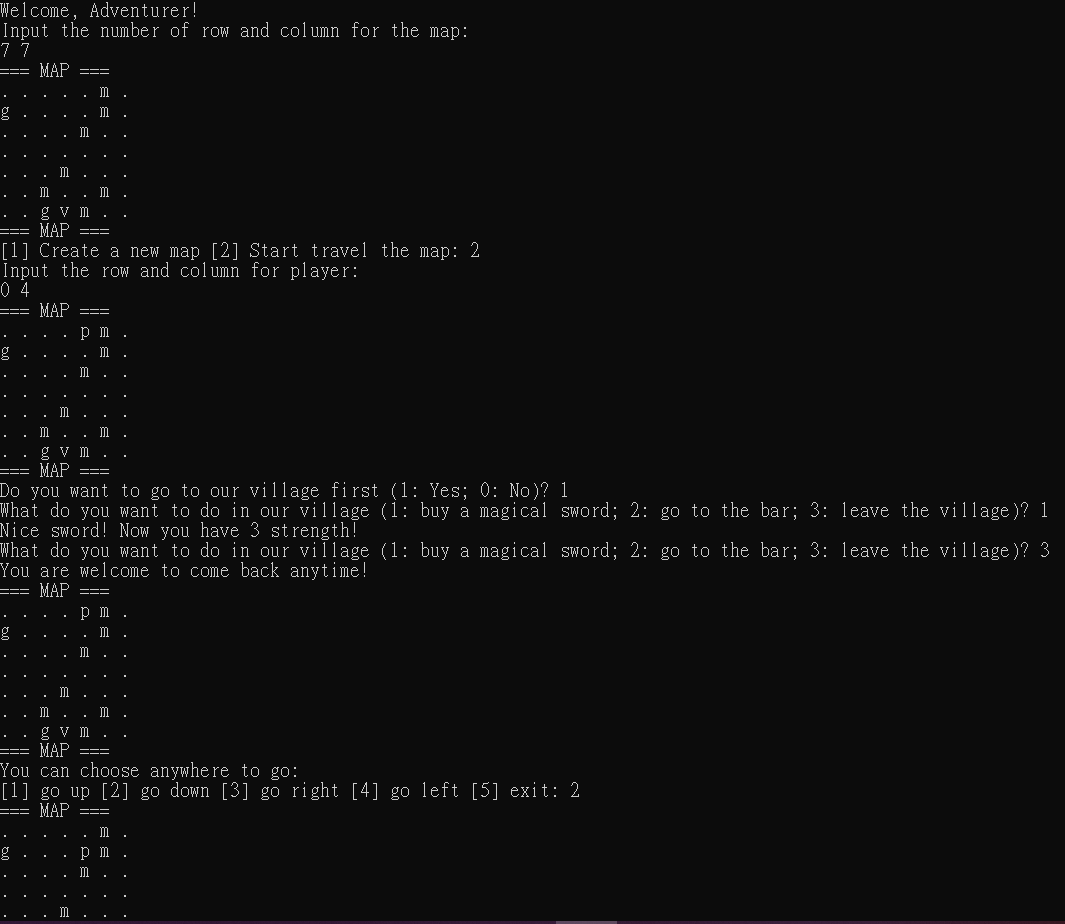 Welcome, Adventurer!
Input the number of row and column for the map:
7 7
=== MAP ===
. . . . . m .
g . . . . m .
. . . . m . .
. . . . . . .
. . . m . . .
. . m . . m .
. . g v m . .
=== MAP ===
[1] Create a new map [2] Start travel the map: 2
Input the row and column for player:
0 4
=== MAP ===
. . . . p m .
g . . . . m .
. . . . m . .
. . . . . . .
. . . m . . .
. . m . . m .
. . g v m . .
=== MAP ===
Do you want to go to our village first (1: Yes; 0: No)? 1
What do you want to do in our village (1: buy a magical sword; 2: go to the bar; 3: leave the village)? 1
Nice sword! Now you have 3 strength!
What do you want to do in our village (1: buy a magical sword; 2: go to the bar; 3: leave the village)? 3
You are welcome to come back anytime!
=== MAP ===
. . . . p m .
g . . . . m .
. . . . m . .
. . . . . . .
. . . m . . .
. . m . . m .
. . g v m . .
=== MAP ===
You can choose anywhere to go:
[1] go up [2] go down [3] go right [4] go left [5] exit: 2
=== MAP ===
. . . . . m .
g . . . p m .
. . . . m . .
. . . . . . .
. . . m . . .